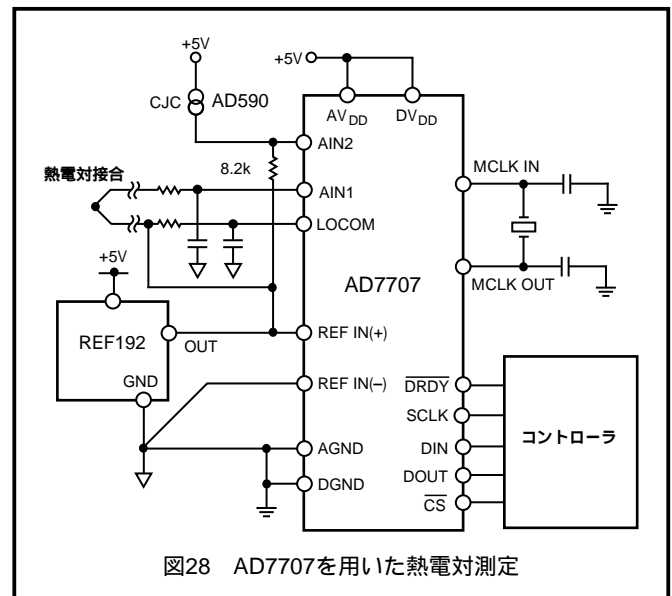 +5V
+5V
CJC AD590
AV DD
DV DD
AIN2
8.2k
MCLK IN
熱電対接合
AIN1
LOCOM
+5V
AD7707
MCLK OUT
REF192
OUT
REF IN(+)
GND
REF IN(–)
DRDY
SCLK
コントローラ
AGND
DIN
DGND
DOUT
CS
図28 AD7707を用いた熱電対測定